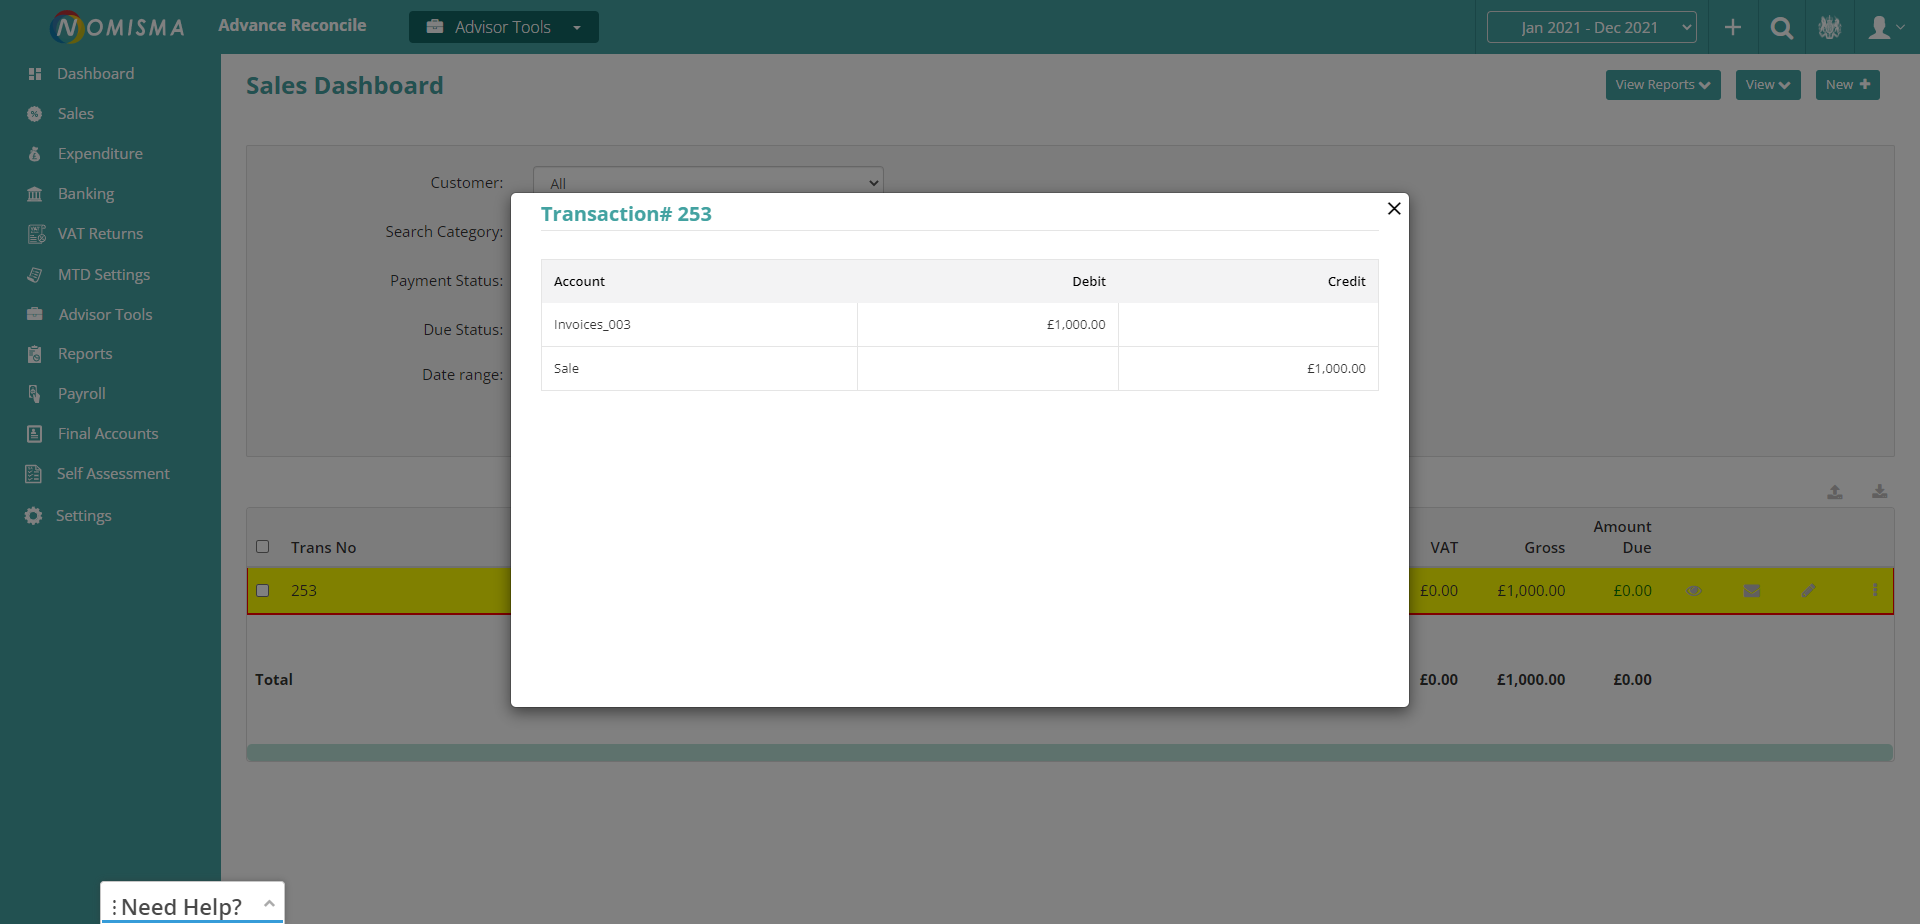 NOMISMA
Advance Reconcile
Advisor Tools
Jan 2021 - Dec 2021
Dashboard
Sales
Expenditure
Banking
VAT Returns
MTD Settings
Advisor Tools
Reports
Payroll
Final Accounts
Self Assessment
Settings
Sales Dashboard
View Reports
View
New
Customer:
All
Search Category:
Payment Status:
Due Status:
Date range:
Transaction# 253
Account Debit Credit
Invoices_003 £1,000.00
Sale £1,000.00
Trans No VAT Gross Amount
Due
253 £0.00 £1,000.00 £0.00
Total £0.00 £1,000.00 £0.00
Need Help?